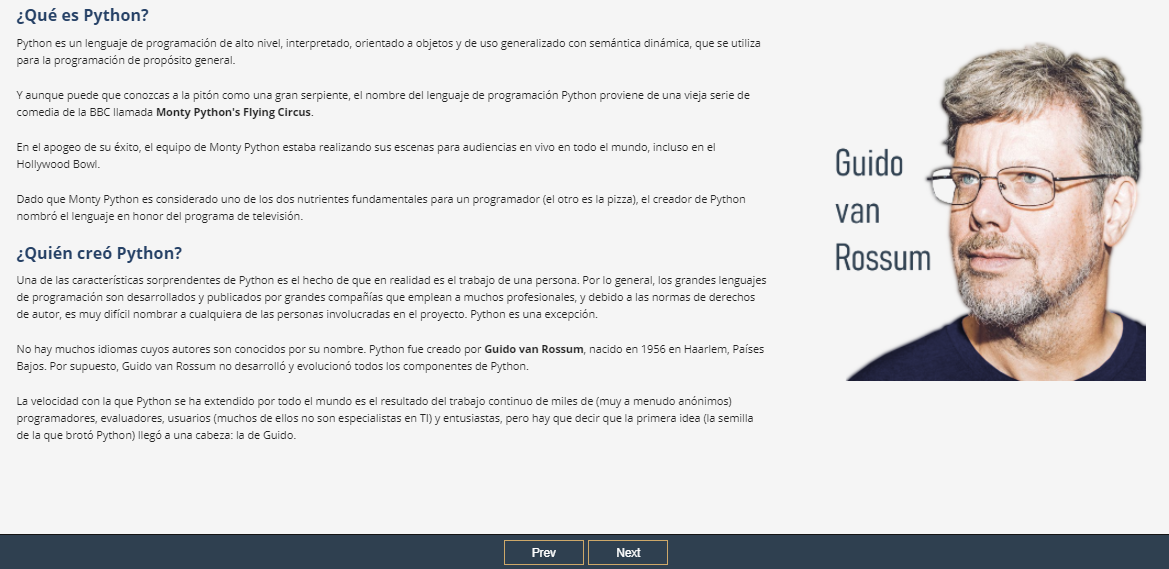 ¿Qué es Python?
Python es un lenguaje de programación de alto nivel, interpretado, orientado a objetos y de uso generalizado con semántica dinámica, que se utiliza
para la programación de propósito general.
Y aunque puede que conozcas a la pitón como una gran serpiente, el nombre del lenguaje de programación Python proviene de una vieja serie de
comedia de la BBC llamada Monty Python's Flying Circus.
En el apogeo de su éxito, el equipo de Monty Python estaba realizando sus escenas para audiencias en vivo en todo el mundo, incluso en el
Hollywood Bowl.
Dado que Monty Python es considerado uno de los dos nutrientes fundamentales para un programador (el otro es la pizza), el creador de Python
nombró el lenguaje en honor del programa de televisión.
¿Quién creó Python?
Una de las características sorprendentes de Python es el hecho de que en realidad es el trabajo de una persona. Por lo general, los grandes lenguajes
de programación son desarrollados y publicados por grandes compañías que emplean a muchos profesionales, y debido a las normas de derechos
de autor, es muy difícil nombrar a cualquiera de las personas involucradas en el proyecto. Python es una excepción.
No hay muchos idiomas cuyos autores son conocidos por su nombre. Python fue creado por Guido van Rossum, nacido en 1956 en Haarlem, Países
Bajos. Por supuesto, Guido van Rossum no desarrolló y evolucionó todos los componentes de Python.
La velocidad con la que Python se ha extendido por todo el mundo es el resultado del trabajo continuo de miles de (muy a menudo anónimos)
programadores, evaluadores, usuarios (muchos de ellos no son especialistas en TI) y entusiastas, pero hay que decir que la primera idea (la semilla
de la que brotó Python) llegó a una cabeza: la de Guido.
Guido
van
Rossum
Prev
Next